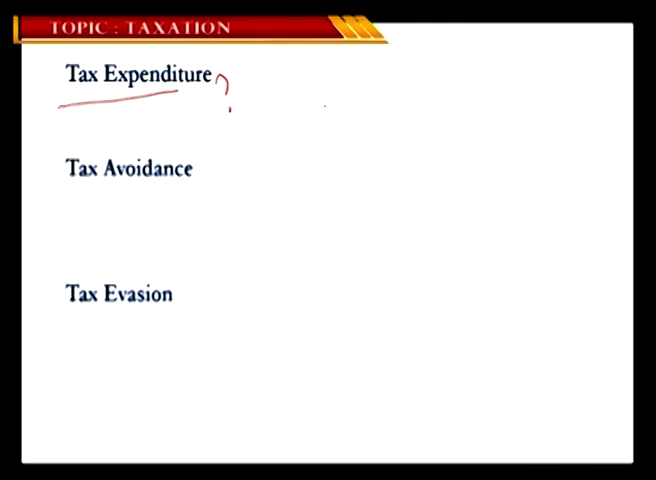 TOPIC : TAXATION
Tax Expenditure ?
Tax Avoidance
Tax Evasion